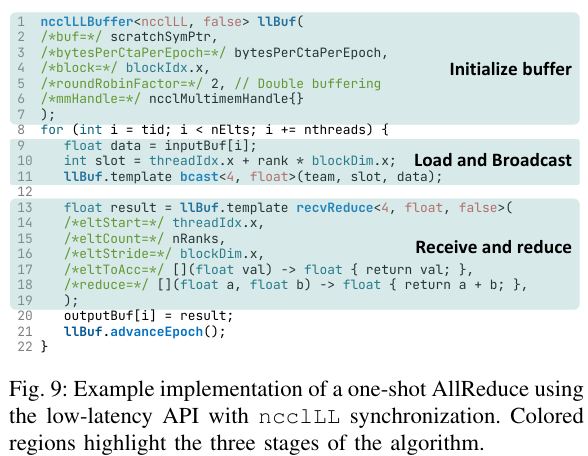 1 ncclLLBuffer<ncclLL, false> llBuf(
2 /*buf=*/ scratchSymPtr,
3 /*bytesPerCtaPerEpoch=*/ bytesPerCtaPerEpoch,
4 /*block=*/ blockIdx.x,
5 /*roundRobinFactor=*/ 2, // Double buffering
6 /*mmHandle=*/ ncclMultimemHandle{}
7 );
Initialize buffer
8 for (int i = tid; i < nElts; i += nthreads) {
9 float data = inputBuf[i];
10 int slot = threadIdx.x + rank * blockDim.x;
11 llBuf.template bcast<4, float>(team, slot, data);
Load and Broadcast
12
13 float result = llBuf.template recvReduce<4, float, false>(
14 /*eltStart=*/ threadIdx.x,
15 /*eltCount=*/ nRanks,
16 /*eltStride=*/ blockDim.x,
17 /*eltToAcc=*/ [](float val) -> float { return val; },
18 /*reduce=*/ [](float a, float b) -> float { return a + b; },
19 );
Receive and reduce
20 outputBuf[i] = result;
21 llBuf.advanceEpoch();
22 }
Fig. 9: Example implementation of a one-shot AllReduce using
the low-latency API with ncclLL synchronization. Colored
regions highlight the three stages of the algorithm.